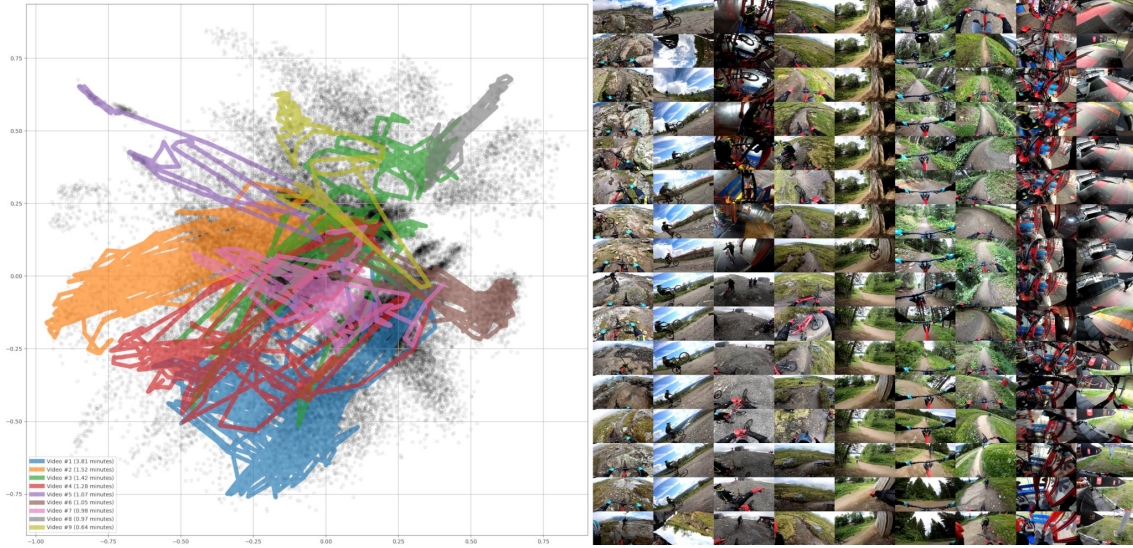 0.75
0.50
0.25
0.00
−0.25
−0.50
−0.75
Video #1 (3.81 minutes)
Video #2 (1.52 minutes)
Video #3 (1.42 minutes)
Video #4 (1.28 minutes)
Video #5 (1.07 minutes)
Video #6 (1.05 minutes)
Video #7 (0.98 minutes)
Video #8 (0.97 minutes)
Video #9 (0.64 minutes)
−1.00 −0.75 −0.50 −0.25 0.00 0.25 0.50 0.75